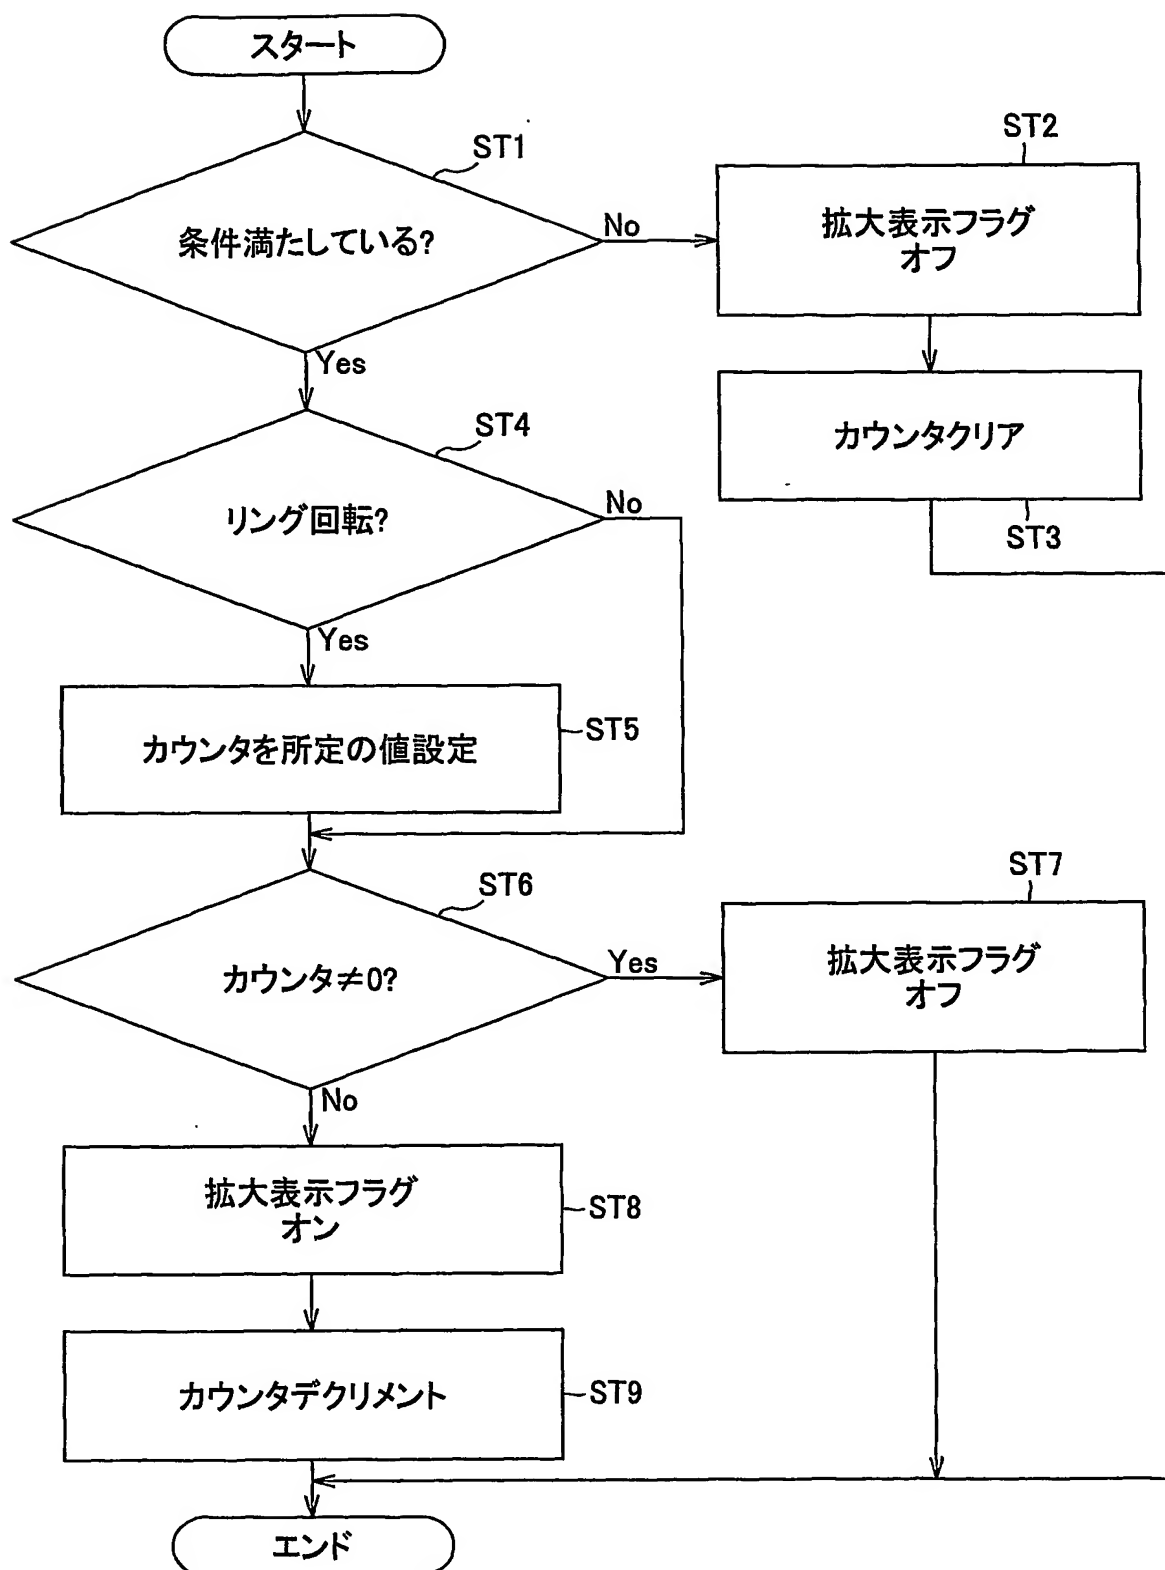 スタート
ST1
条件満たしている?
No
Yes
ST2
拡大表示フラグ
オフ
カウンタクリア
ST3
ST4
リング回転?
No
Yes
カウンタを所定の値設定
ST5
ST6
カウンタ≠0?
Yes
No
ST7
拡大表示フラグ
オフ
拡大表示フラグ
オン
ST8
カウンタデクリメント
ST9
エンド